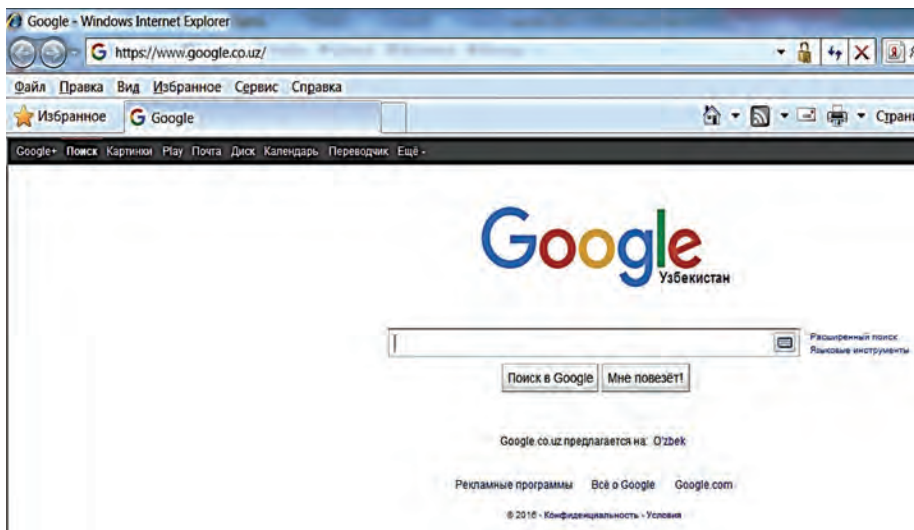 Google - Windows Internet Explorer
G https://www.google.co.uz/
Файл Правка Вид Избранное Сервис Справка
Избранное G Google Страни
Google+ Поиск Картинки Play Почта Диск Календарь Переводчик Ещё
Google
Узбекистан
Расширенный поиск
Языковые инструменты
Поиск в Google Мне повезёт!
Google.co.uz предлагается на: O'zbek
Рекламные программы Всё о Google Google.com
© 2016 - Конфиденциальность - Условия